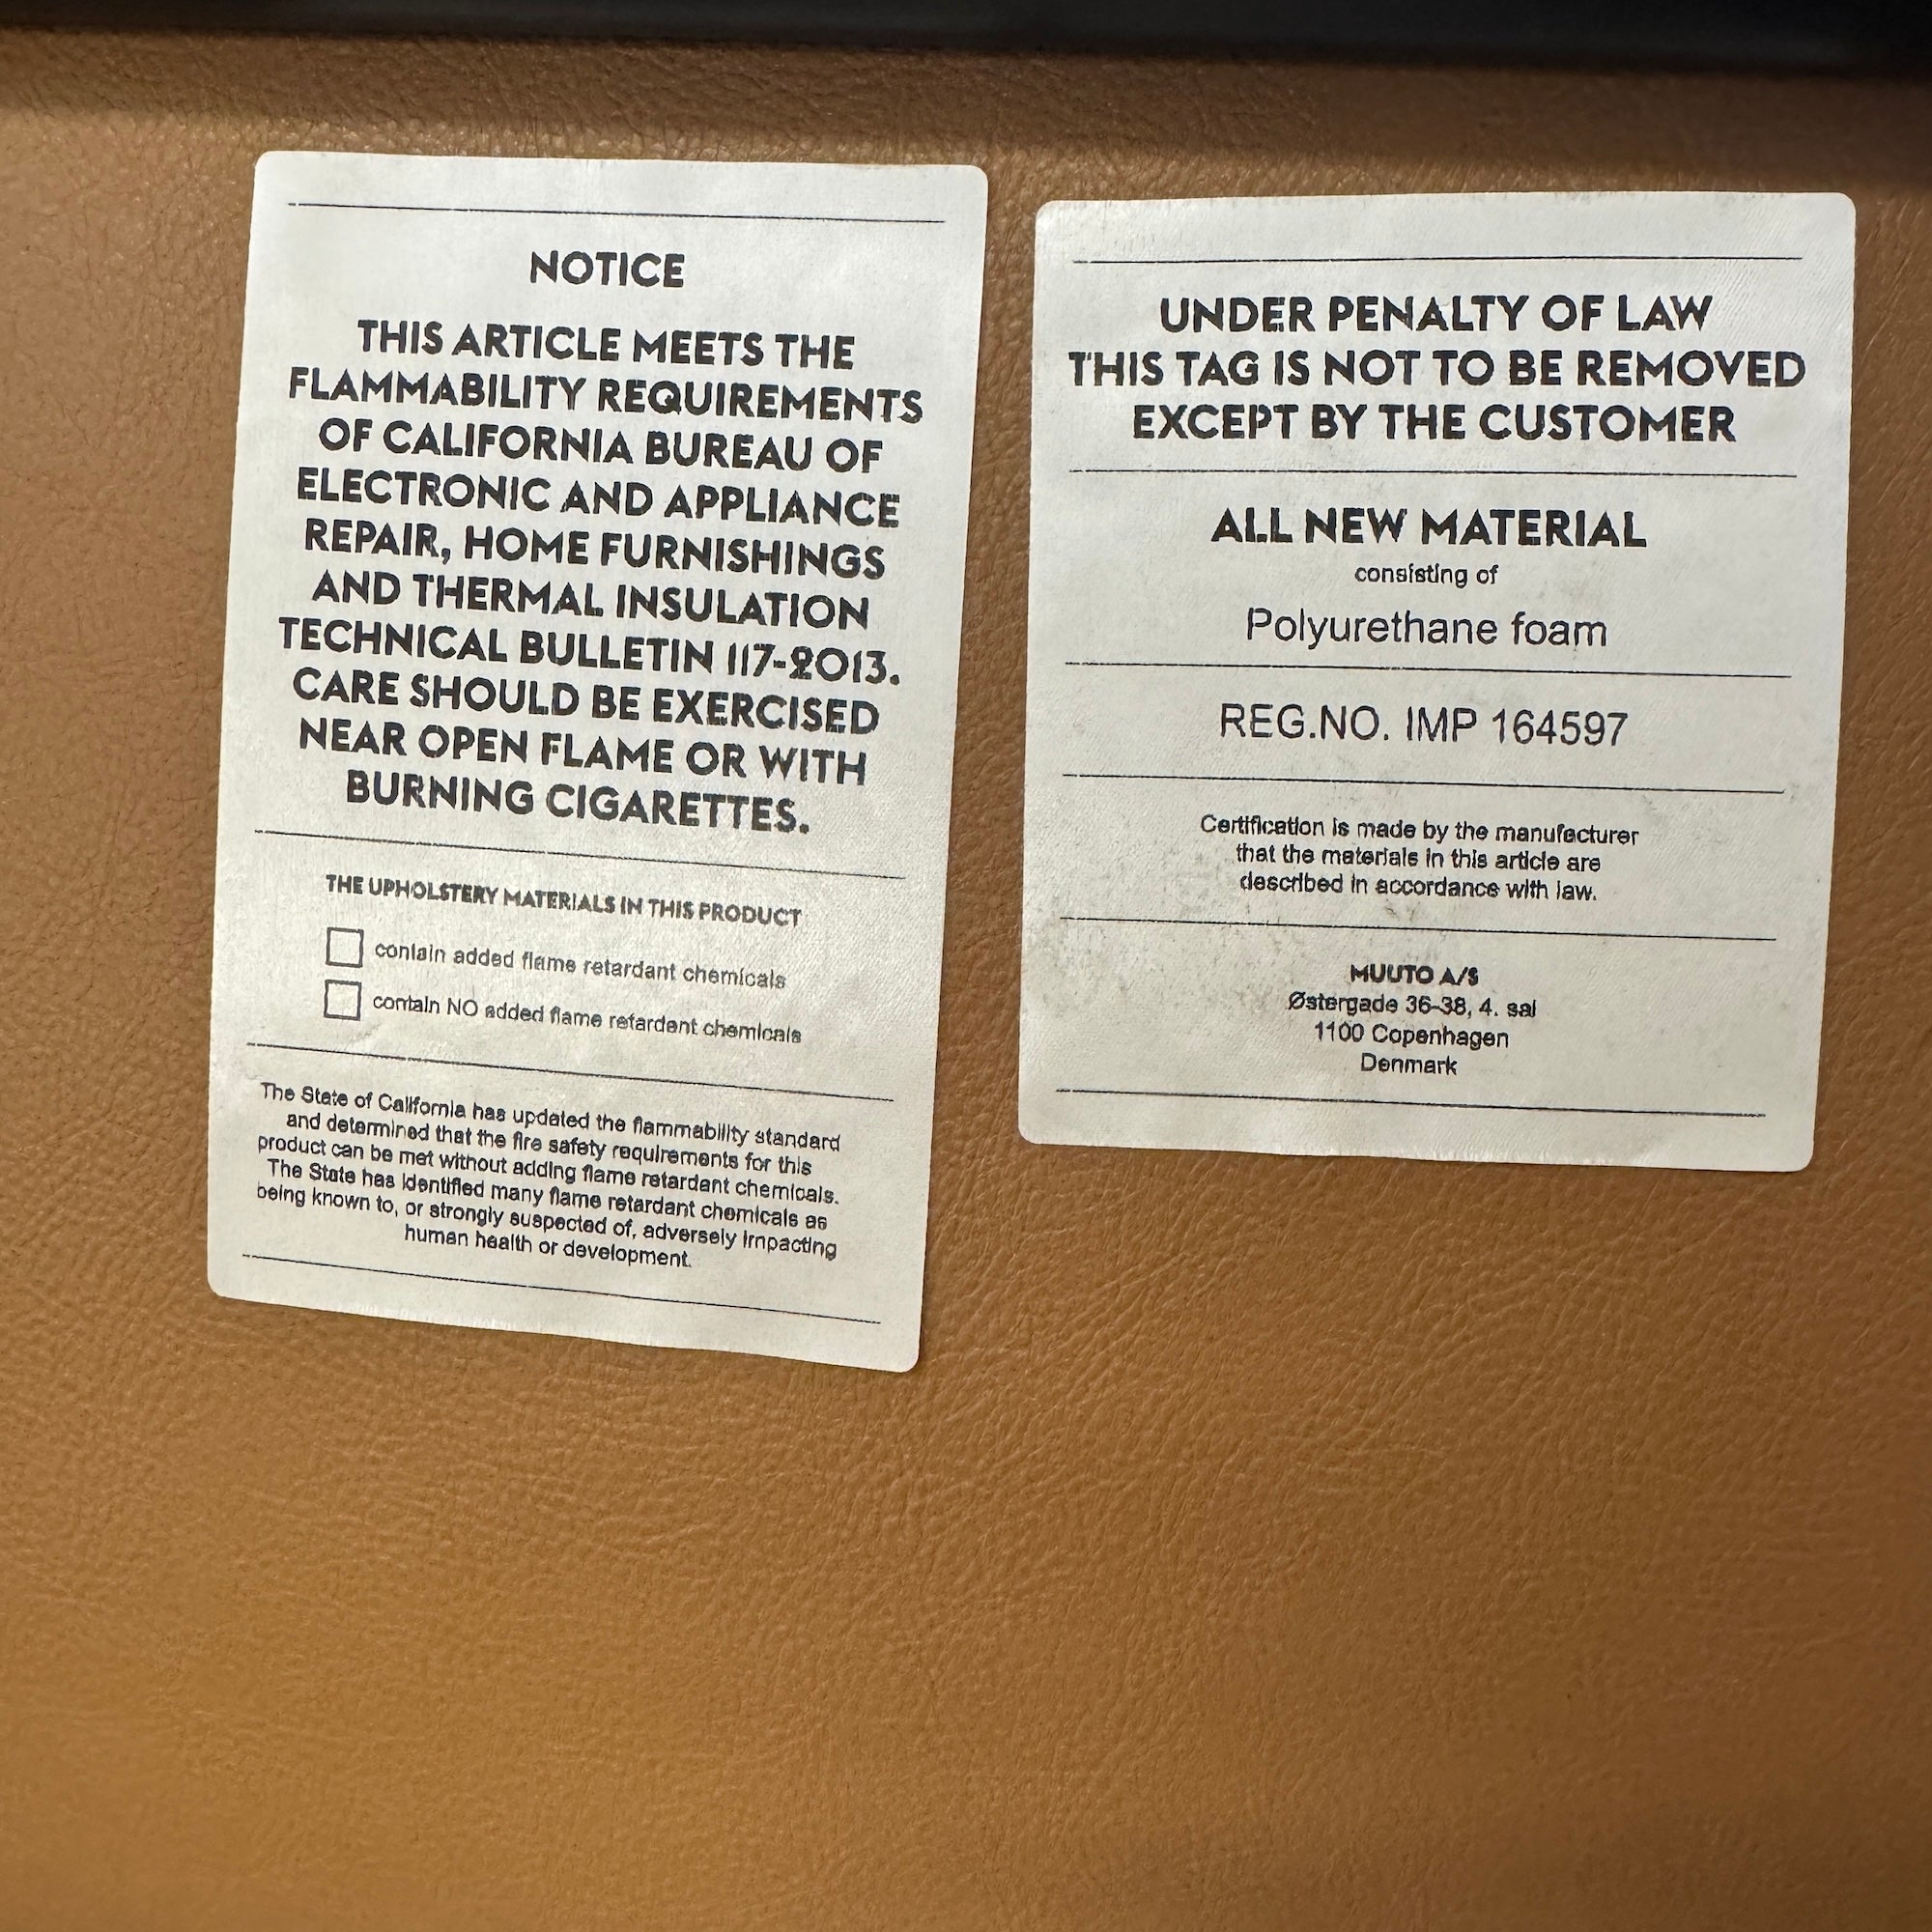 NOTICE
THIS ARTICLE MEETS THE
FLAMMABILITY REQUIREMENTS
OF CALIFORNIA BUREAU OF
ELECTRONIC AND APPLIANCE
REPAIR, HOME FURNISHINGS
AND THERMAL INSULATION
TECHNICAL BULLETIN 117-2013.
CARE SHOULD BE EXERCISED
NEAR OPEN FLAME OR WITH
BURNING CIGARETTES.
THE UPHOLSTERY MATERIALS IN THIS PRODUCT
contain added flame retardant chemicals
contain NO added flame retardant chemicals
The State of California has updated the flammability standard
and determined that the fire safety requirements for this
product can be met without adding flame retardant chemicals.
The State has identified many flame retardant chemicals as
being known to, or strongly suspected of, adversely impacting
human health or development.
UNDER PENALTY OF LAW
THIS TAG IS NOT TO BE REMOVED
EXCEPT BY THE CUSTOMER
ALL NEW MATERIAL
consisting of
Polyurethane foam
REG.NO. IMP 164597
Certification is made by the manufacturer
that the materials in this article are
described in accordance with law.
MUUTO A/S
Østergade 36-38, 4. sal
1100 Copenhagen
Denmark